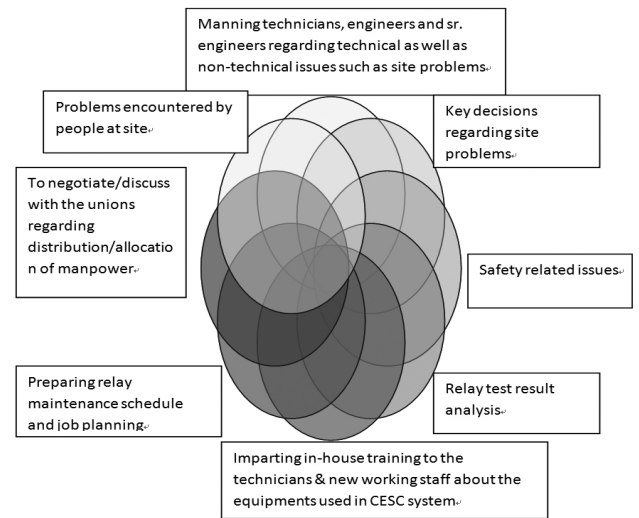 Manning technicians, engineers and sr.
engineers regarding technical as well as
non-technical issues such as site problems
Problems encountered by
people at site
Key decisions
regarding site
problems
To negotiate/discuss
with the unions
regarding
distribution/allocatio
n of manpower
Safety related issues
Preparing relay
maintenance schedule
and job planning
Relay test result
analysis
Imparting in-house training to the
technicians & new working staff about the
equipments used in CESC system